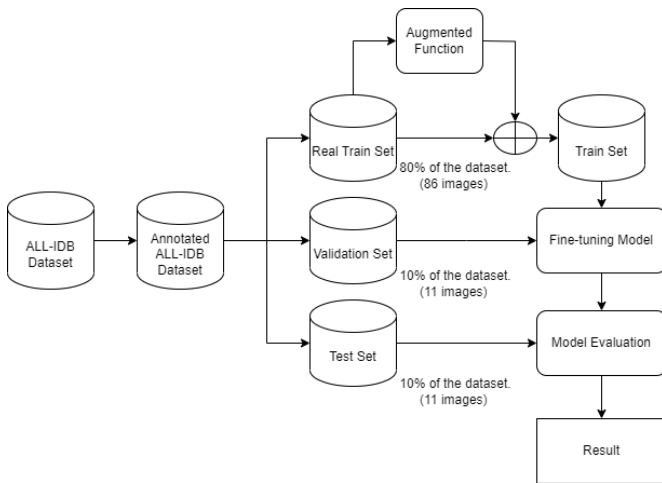 Augmented
Function
Real Train Set
Train Set
80% of the dataset.
(86 images)
ALL-IDB
Dataset
Annotated
ALL-IDB
Dataset
Validation Set
Fine-tuning Model
10% of the dataset.
(11 images)
Test Set
Model Evaluation
10% of the dataset.
(11 images)
Result